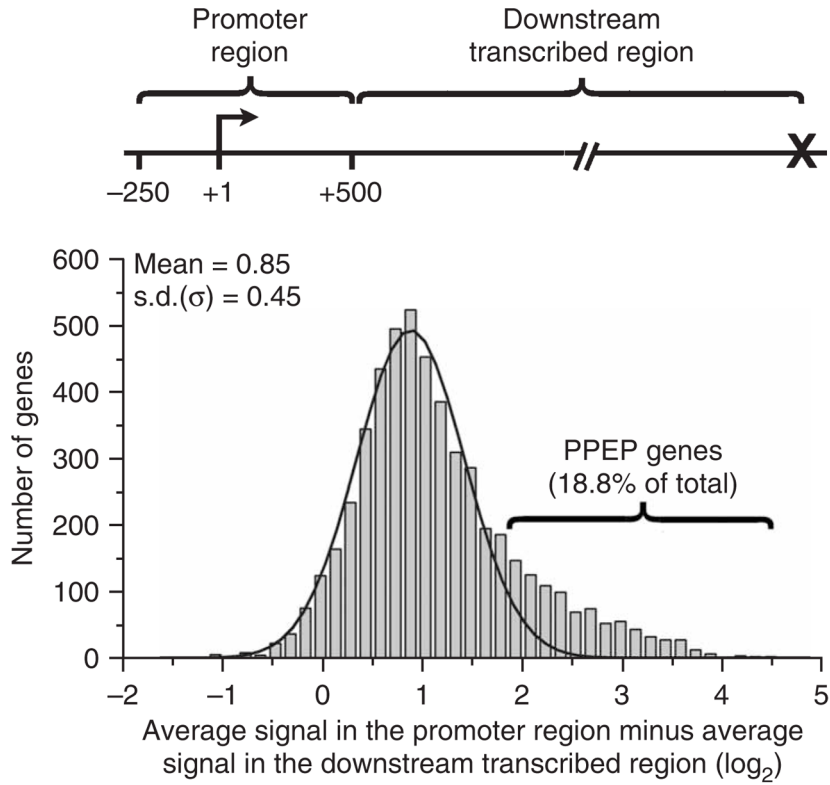 Promoter
region
Downstream
transcribed region
X
–250
+1
+500
Mean = 0.85
s.d.(σ) = 0.45
600
500
400
300
200
100
0
Number of genes
PPEP genes
(18.8% of total)
–2
–1
0
1
2
3
4
5
Average signal in the promoter region minus average
signal in the downstream transcribed region (log₂)